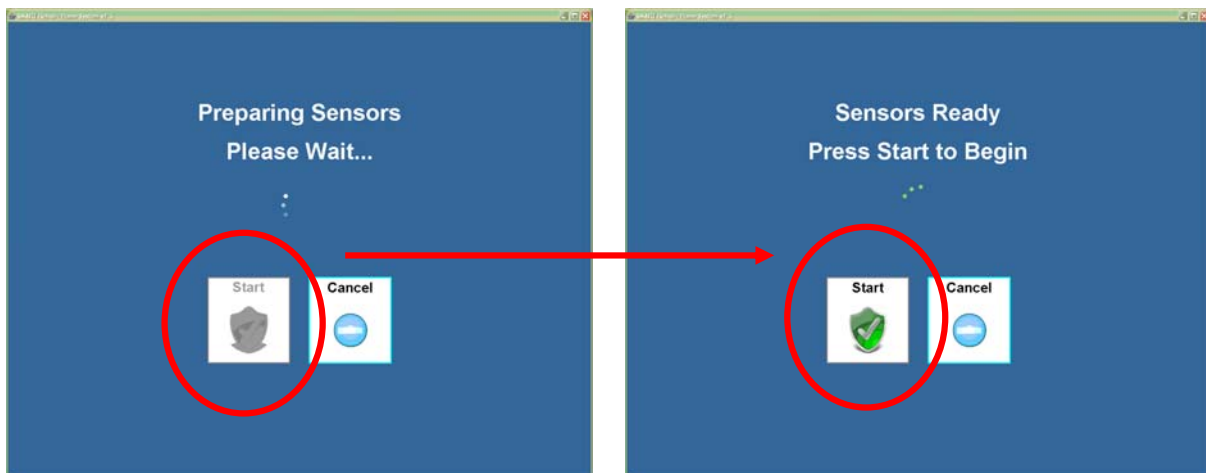 Preparing Sensors
Please Wait...
Start
Cancel
Sensors Ready
Press Start to Begin
Start
Cancel